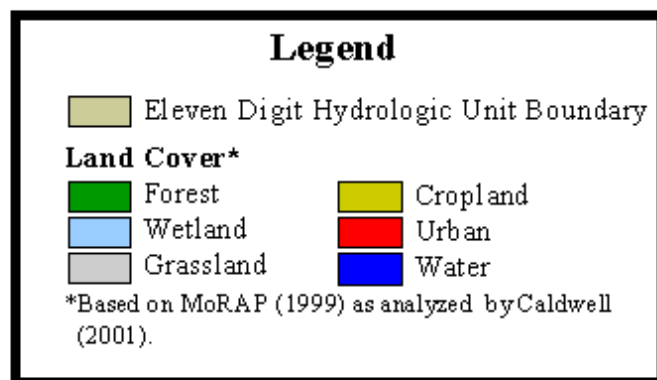 Legend
Eleven Digit Hydrologic Unit Boundary
Land Cover*
Forest
Cropland
Wetland
Urban
Grassland
Water
*Based on MoRAP (1999) as analyzed by Caldwell
(2001).